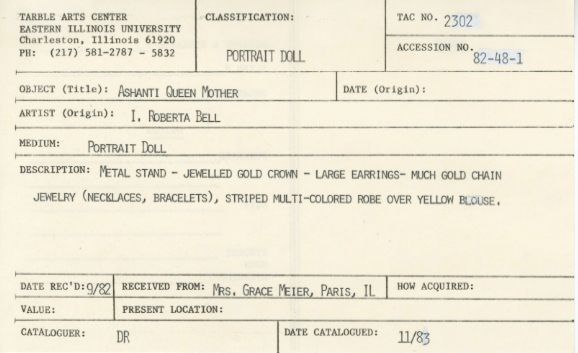 TARBLE ARTS CENTER
EASTERN ILLINOIS UNIVERSITY
Charleston, Illinois 61920
PH: (217) 581-2787 - 5832
CLASSIFICATION:
PORTRAIT DOLL
TAC NO. 2302
ACCESSION NO.
82-48-1
OBJECT (Title): ASHANTI QUEEN MOTHER
DATE (Origin):
ARTIST (Origin): I. ROBERTA BELL
MEDIUM: PORTRAIT DOLL
DESCRIPTION: METAL STAND - JEWELLED GOLD CROWN - LARGE EARRINGS- MUCH GOLD CHAIN
JEWELRY (NECKLACES, BRACELETS), STRIPED MULTI-COLORED ROBE OVER YELLOW BLOUSE.
DATE REC'D: 9/82
RECEIVED FROM: MRS. GRACE MEIER, PARIS, IL
HOW ACQUIRED:
VALUE:
PRESENT LOCATION:
CATALOGUER: DR
DATE CATALOGUED: 11/83